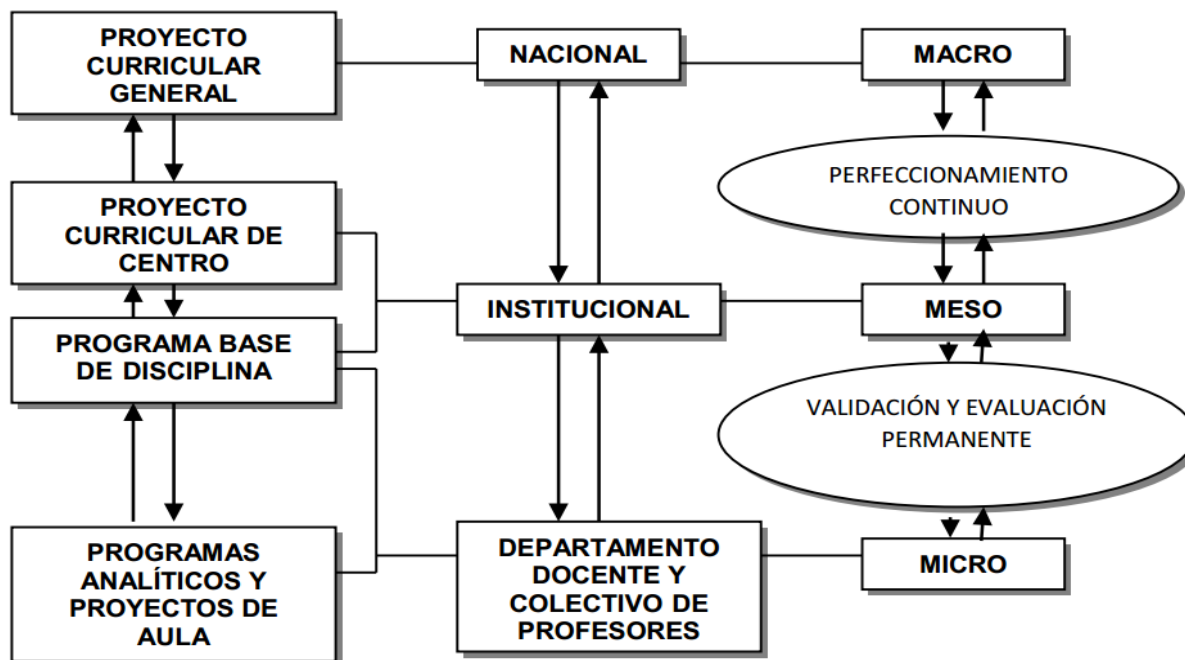 PROYECTO
CURRICULAR
GENERAL
NACIONAL
MACRO
PERFECCIONAMIENTO
CONTINUO
PROYECTO
CURRICULAR DE
CENTRO
INSTITUCIONAL
MESO
PROGRAMA BASE
DE DISCIPLINA
VALIDACIÓN Y EVALUACIÓN
PERMANENTE
PROGRAMAS
ANALÍTICOS Y
PROYECTOS DE
AULA
DEPARTAMENTO
DOCENTE Y
COLECTIVO DE
PROFESORES
MICRO